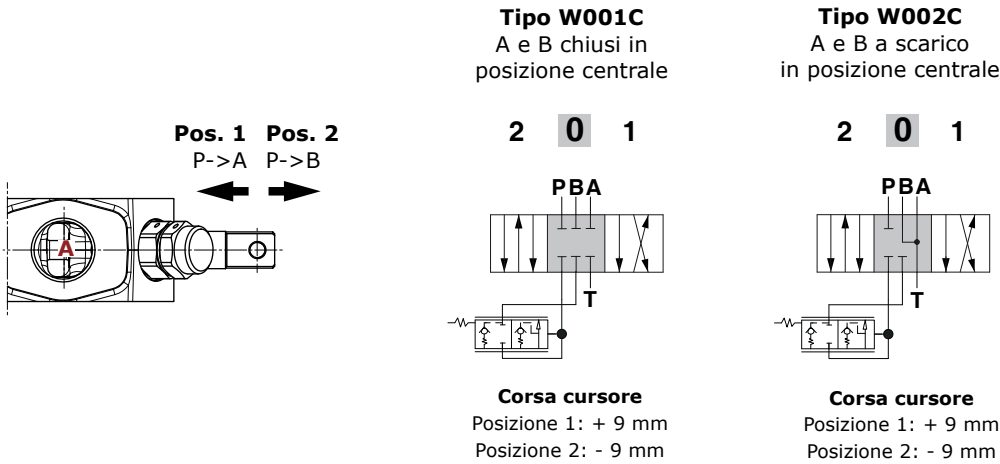 Pos. 1 Pos. 2
P->A P->B
A
Tipo W001C
A e B chiusi in
posizione centrale
2 0 1
PBA
T
Corsa cursore
Posizione 1: + 9 mm
Posizione 2: - 9 mm
Tipo W002C
A e B a scarico
in posizione centrale
2 0 1
PBA
T
Corsa cursore
Posizione 1: + 9 mm
Posizione 2: - 9 mm